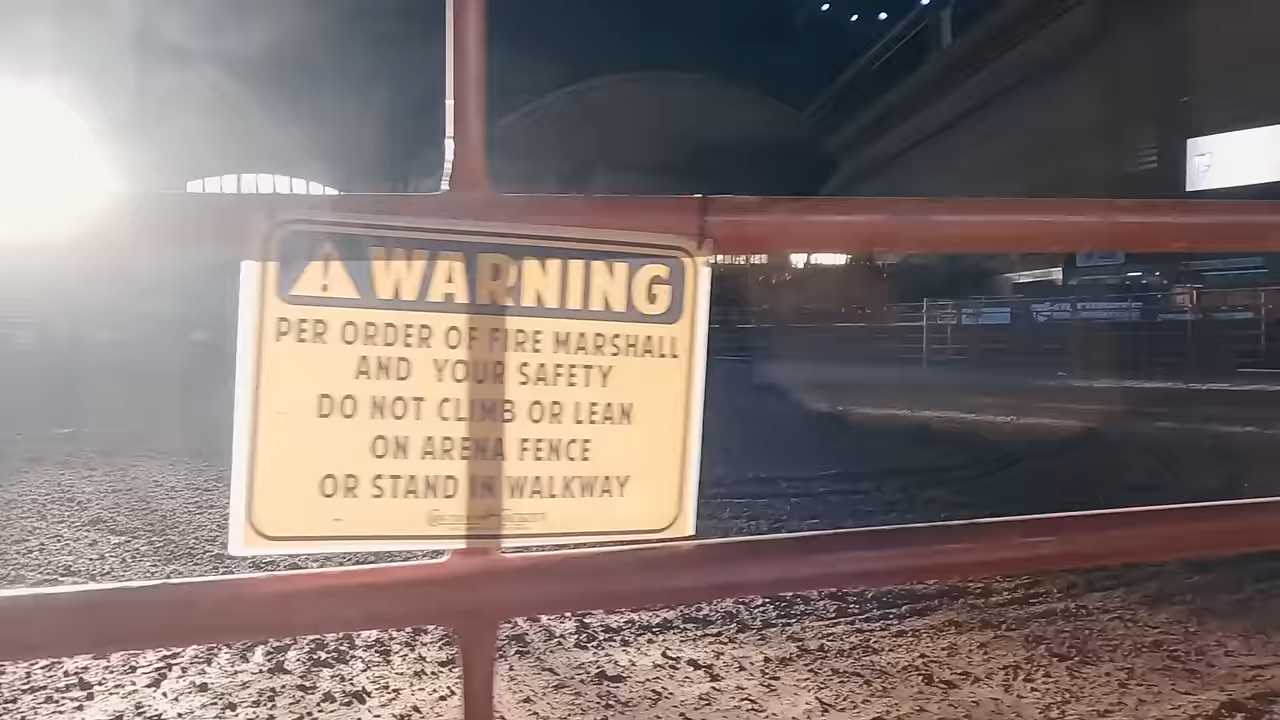 WARNING
PER ORDER OF FIRE MARSHALL
AND YOUR SAFETY
DO NOT CLIMB OR LEAN
ON ARENA FENCE
OR STAND IN WALKWAY